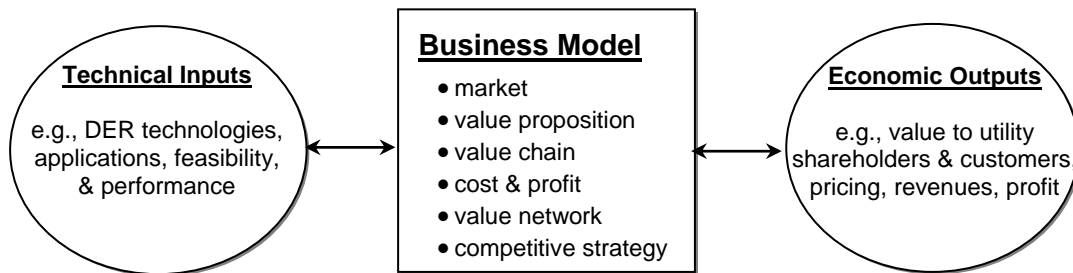 Technical Inputs
e.g., DER technologies,
applications, feasibility,
& performance
Business Model
• market
• value proposition
• value chain
• cost & profit
• value network
• competitive strategy
Economic Outputs
e.g., value to utility
shareholders & customers,
pricing, revenues, profit